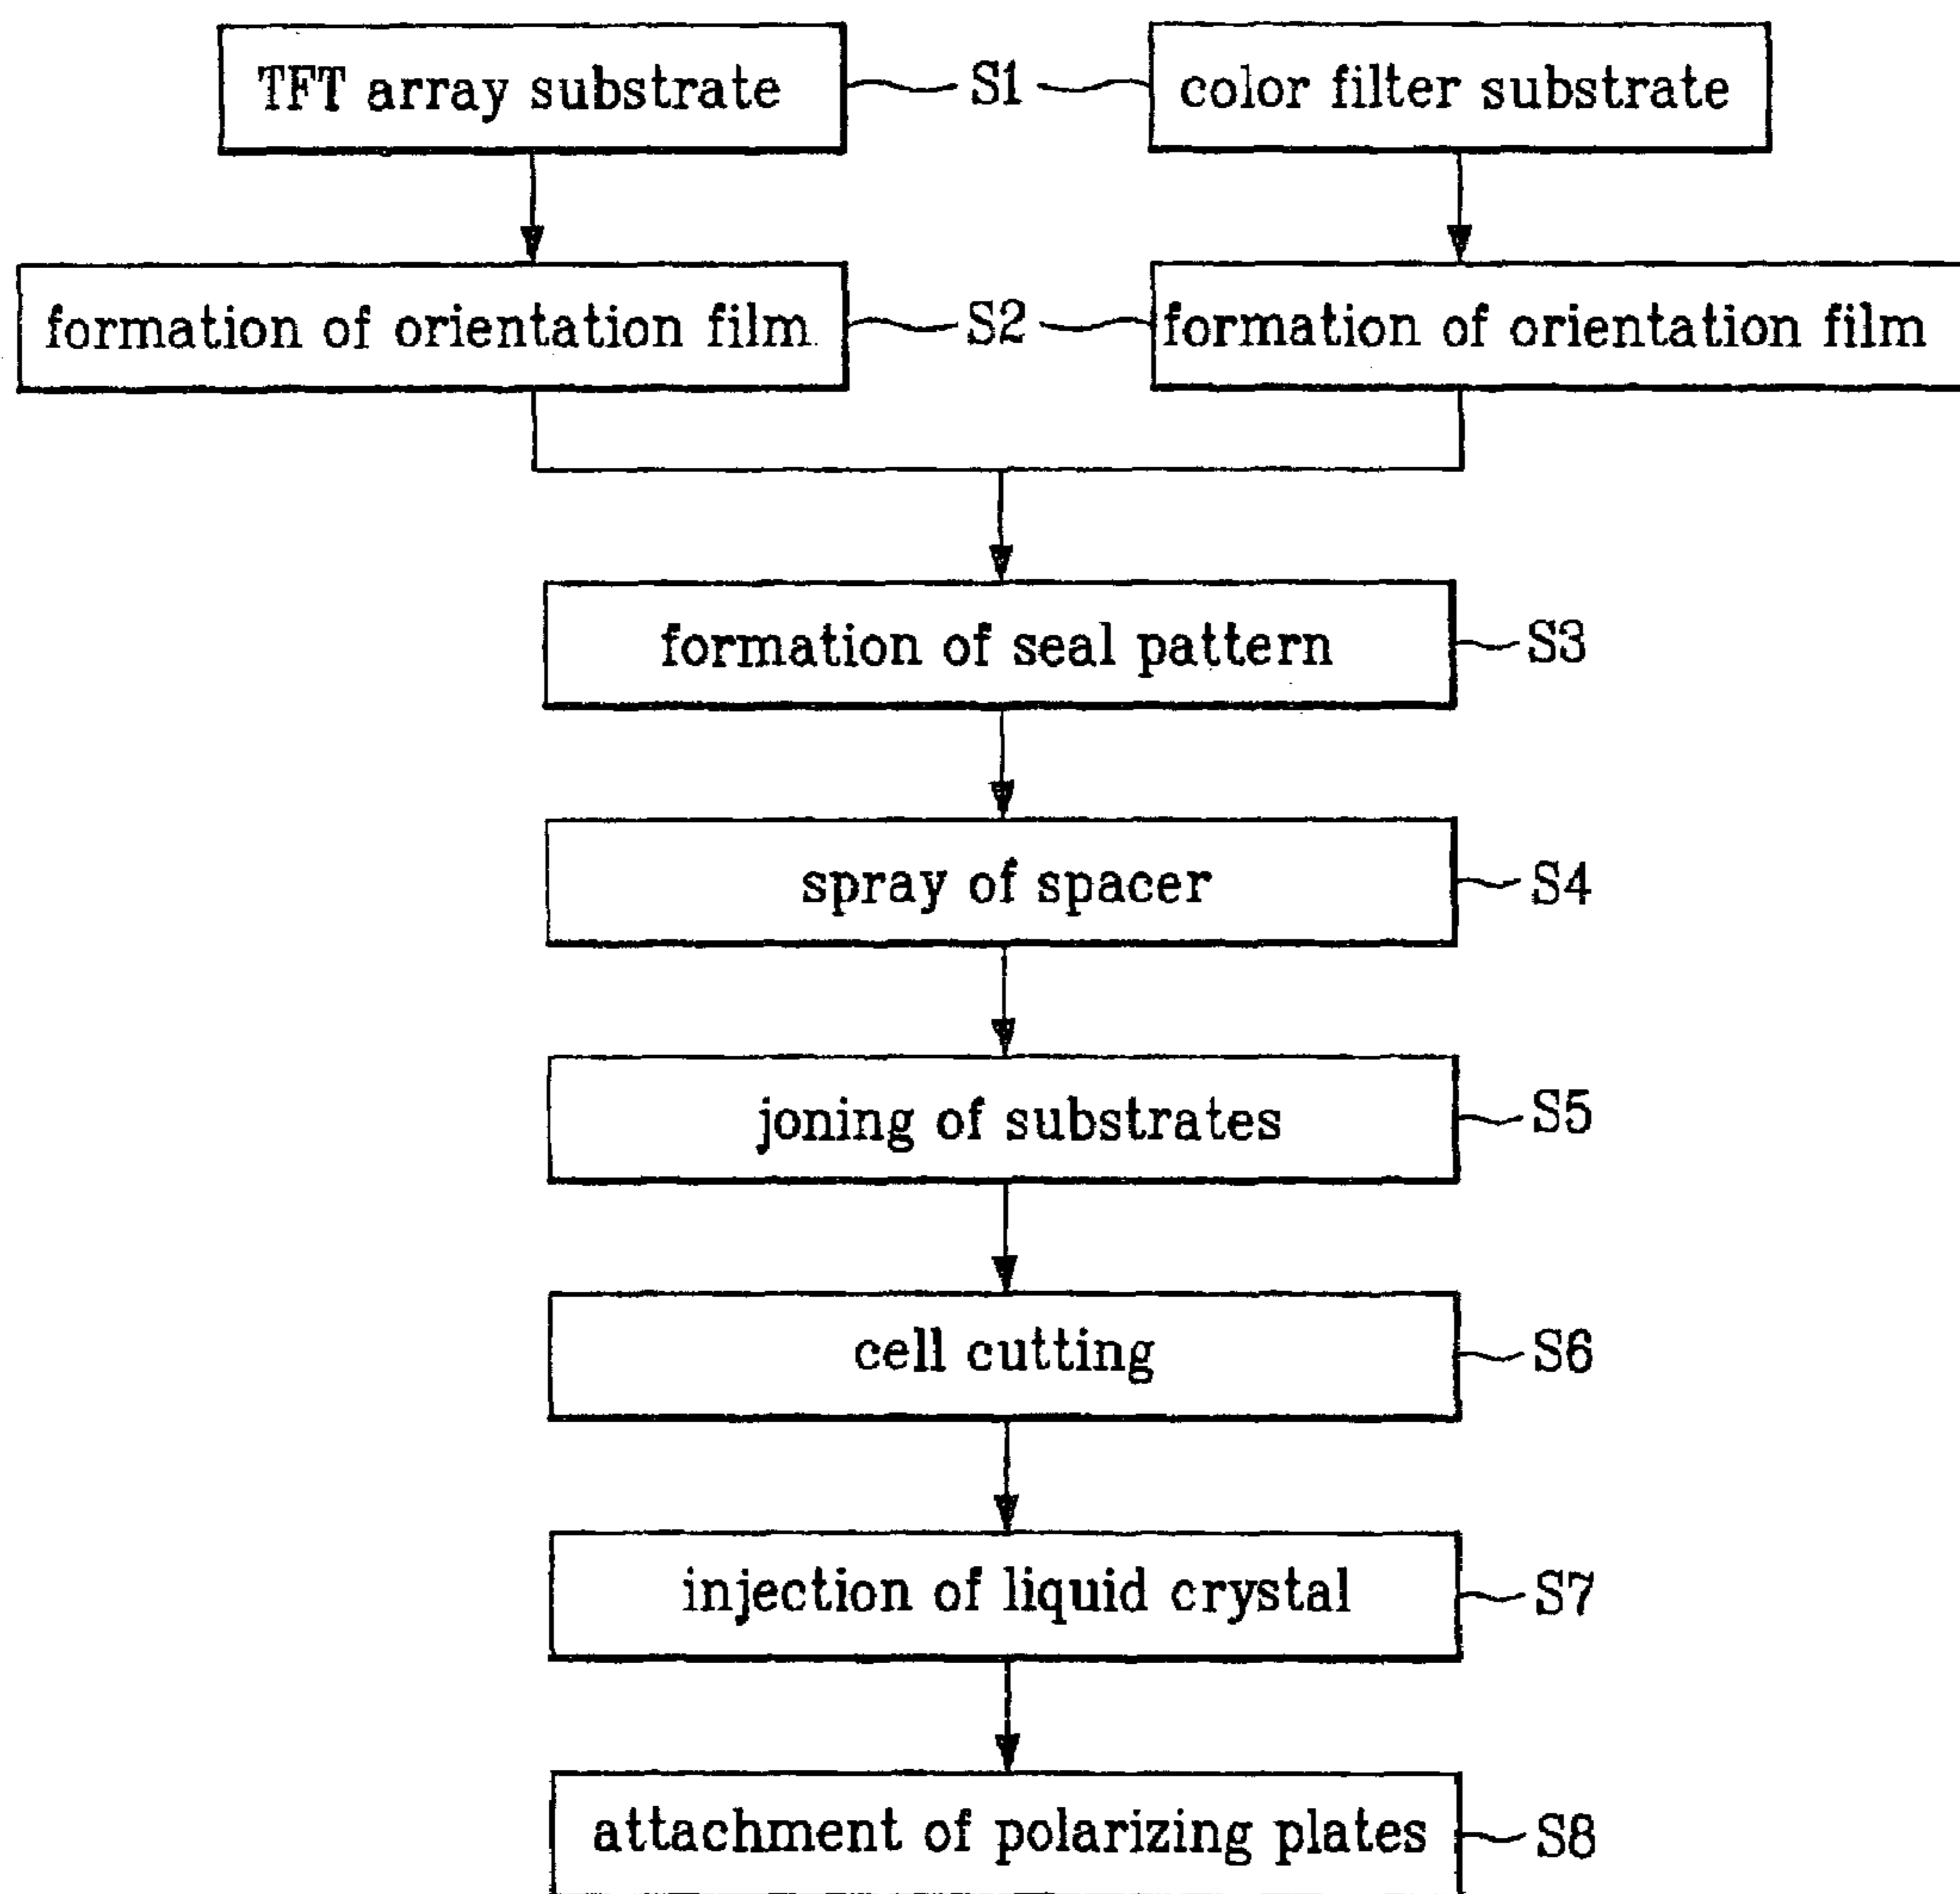 TFT array substrate S1 color filter substrate
formation of orientation film S2 formation of orientation film
formation of seal pattern S3
spray of spacer S4
joning of substrates S5
cell cutting S6
injection of liquid crystal S7
attachment of polarizing plates S8